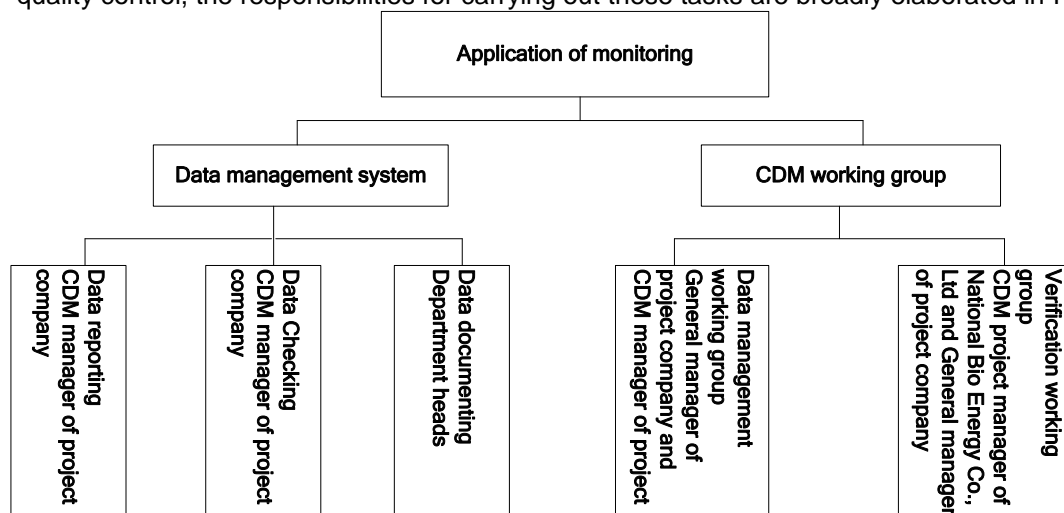 quality control, the responsibilities for carrying out these tasks are broadly elaborated in
Application of monitoring
Data management system
CDM working group
Data reporting
CDM manager of project
company
Data Checking
CDM manager of project
company
Data documenting
Department heads
Data management
working group
General manager of
project company and
CDM manager of project
Verification working
group
CDM project manager of
National Bio Energy Co.,
Ltd and General manager
of project company